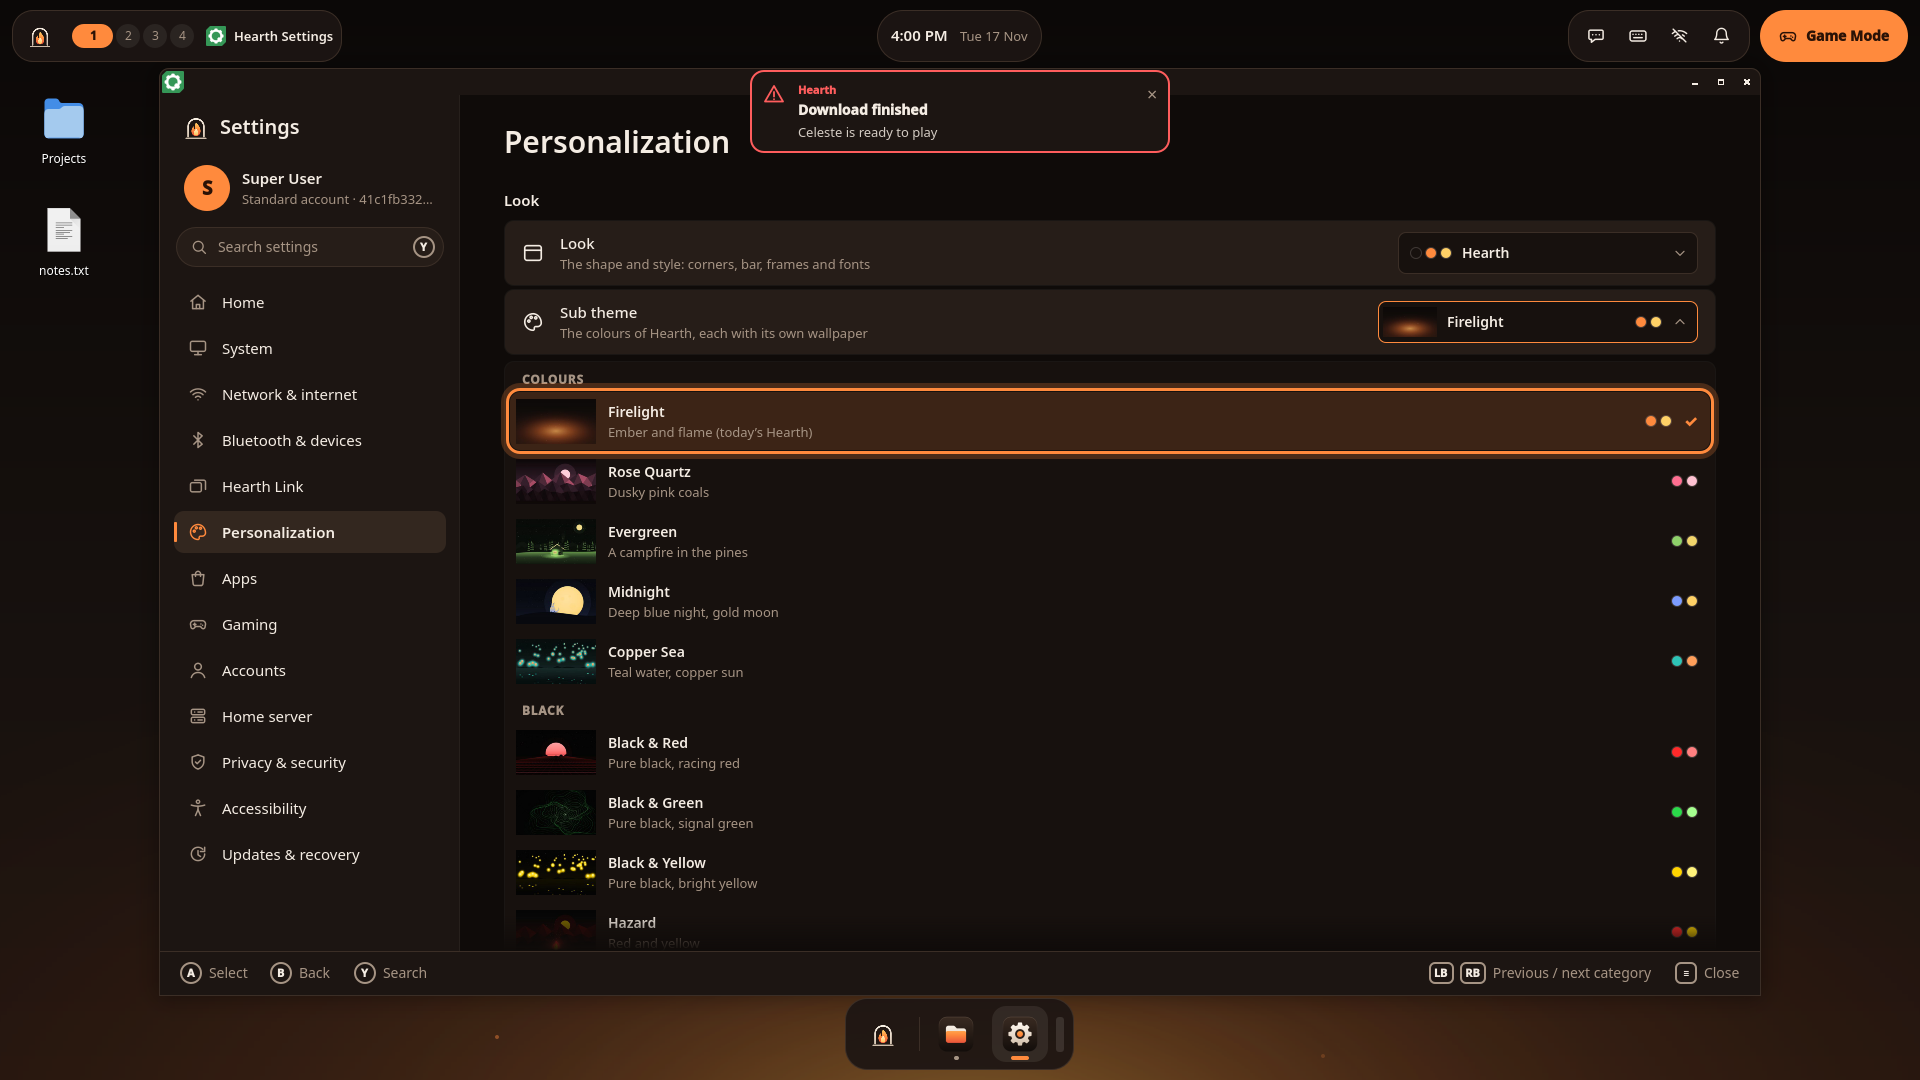 1 2 3 4 Hearth Settings
4:00 PM Tue 17 Nov
Game Mode
Projects
notes.txt
Hearth
Download finished
Celeste is ready to play
Settings
S
Super User
Standard account · 41c1fb332...
Search settings Y
Home
System
Network & internet
Bluetooth & devices
Hearth Link
Personalization
Apps
Gaming
Accounts
Home server
Privacy & security
Accessibility
Updates & recovery
Personalization
Look
Look
The shape and style: corners, bar, frames and fonts
Hearth
Sub theme
The colours of Hearth, each with its own wallpaper
Firelight
COLOURS
Firelight
Ember and flame (today's Hearth)
Rose Quartz
Dusky pink coals
Evergreen
A campfire in the pines
Midnight
Deep blue night, gold moon
Copper Sea
Teal water, copper sun
BLACK
Black & Red
Pure black, racing red
Black & Green
Pure black, signal green
Black & Yellow
Pure black, bright yellow
Hazard
Red and yellow
A Select B Back Y Search
LB RB Previous / next category Close